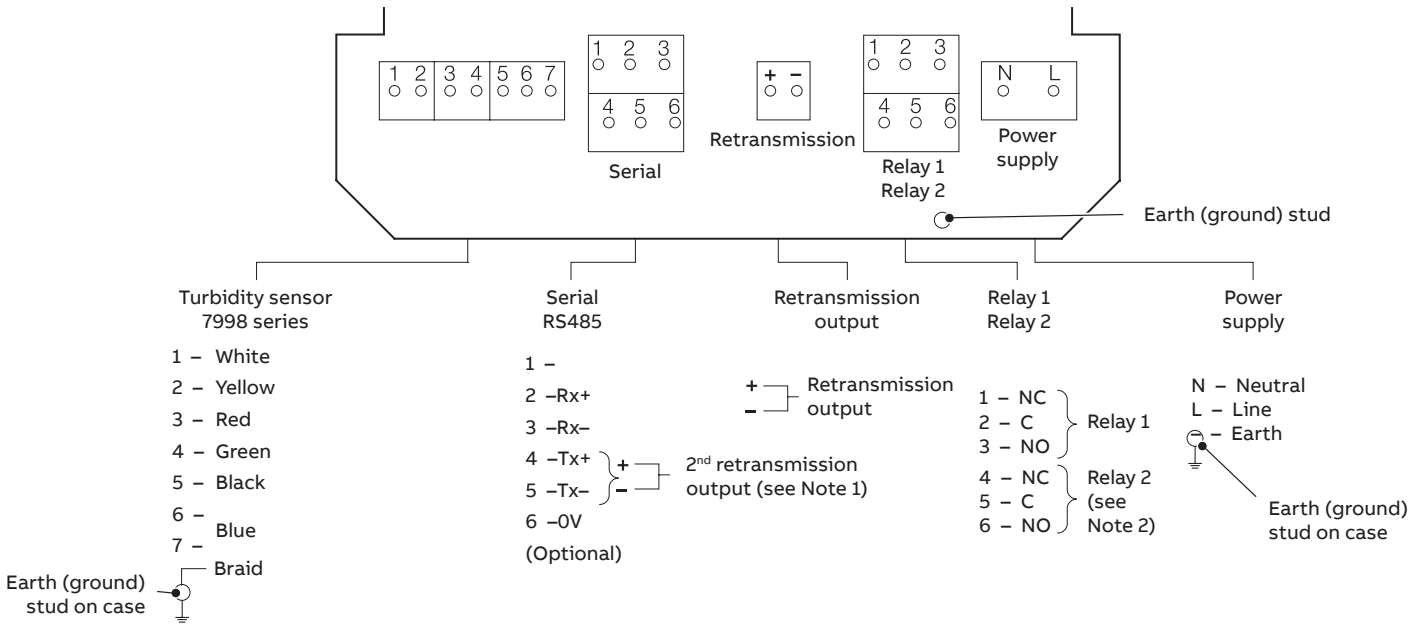 1 2 3 4 5 6 7
1 2 3
4 5 6
Serial
+ −
Retransmission
1 2 3
4 5 6
Relay 1
Relay 2
N L
Power
supply
Earth (ground) stud
Turbidity sensor
7998 series
1 – White
2 – Yellow
3 – Red
4 – Green
5 – Black
6 –
Blue
7 –
Braid
Earth (ground)
stud on case
Serial
RS485
1 –
2 –Rx+
3 –Rx–
4 –Tx+
5 –Tx–
6 –0V
(Optional)
+
–
2nd retransmission
output (see Note 1)
Retransmission
output
+
–
Retransmission
output
Relay 1
Relay 2
1 – NC
2 – C
3 – NO
Relay 1
4 – NC
5 – C
6 – NO
Relay 2
(see
Note 2)
Power
supply
N – Neutral
L – Line
– Earth
Earth (ground)
stud on case